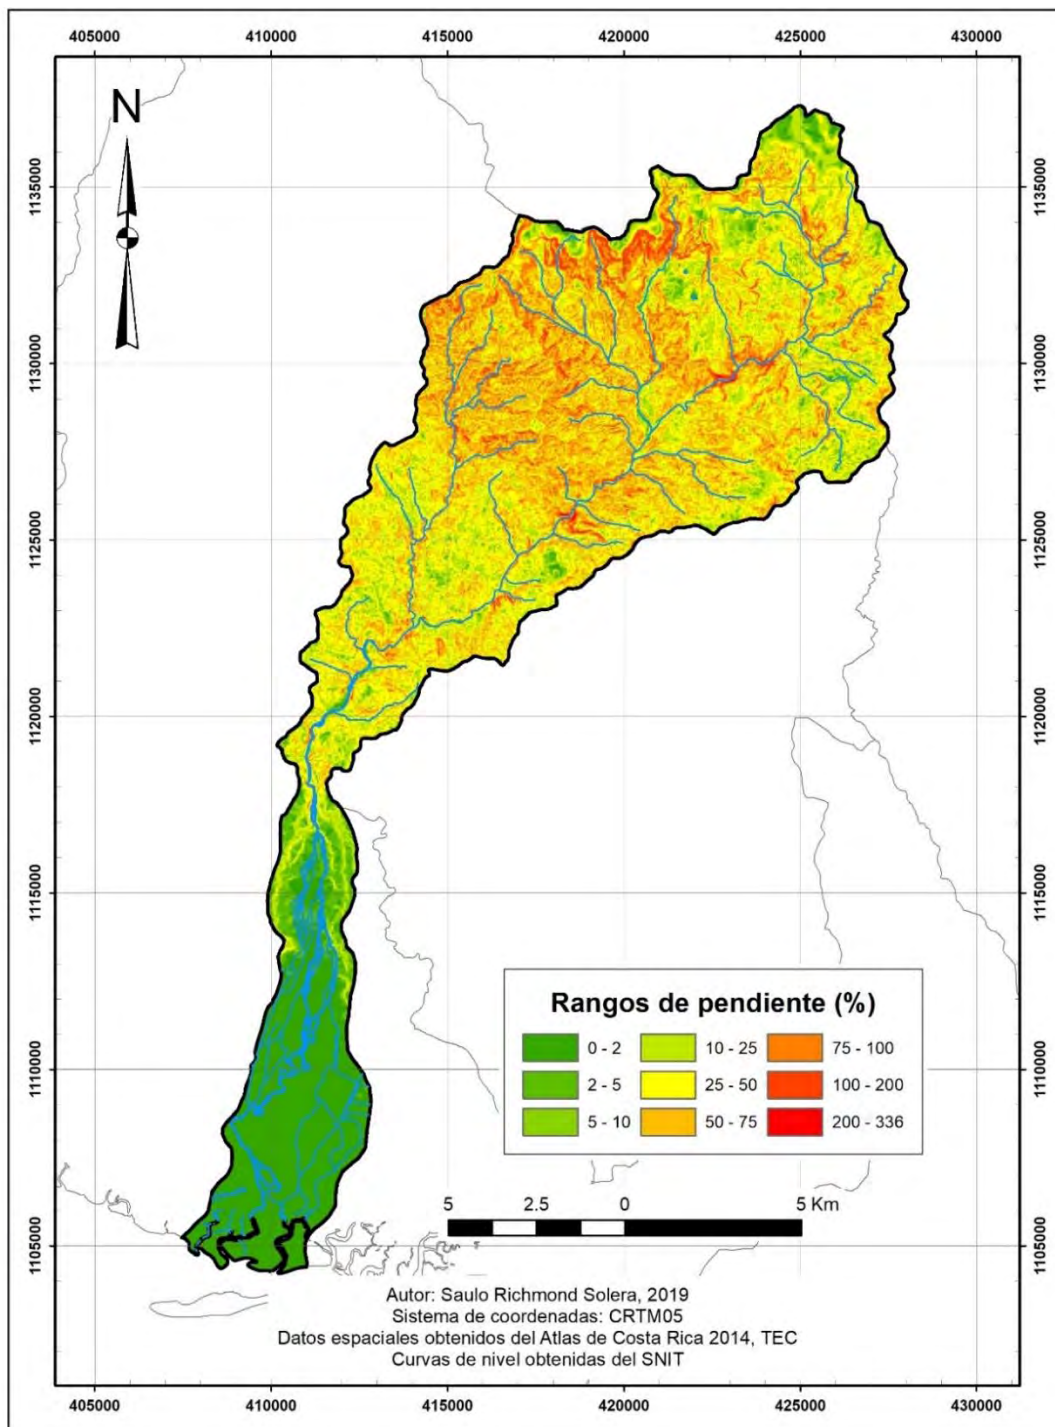 405000 410000 415000 420000 425000 430000
N
1135000 1135000
1130000 1130000
1125000 1125000
1120000 1120000
1115000 1115000
1110000 1110000
1105000 1105000
Rangos de pendiente (%)
0 - 2 10 - 25 75 - 100
2 - 5 25 - 50 100 - 200
5 - 10 50 - 75 200 - 336
5 2.5 0 5 Km
Autor: Saulo Richmond Solera, 2019
Sistema de coordenadas: CRTM05
Datos espaciales obtenidos del Atlas de Costa Rica 2014, TEC
Curvas de nivel obtenidas del SNIT
405000 410000 415000 420000 425000 430000